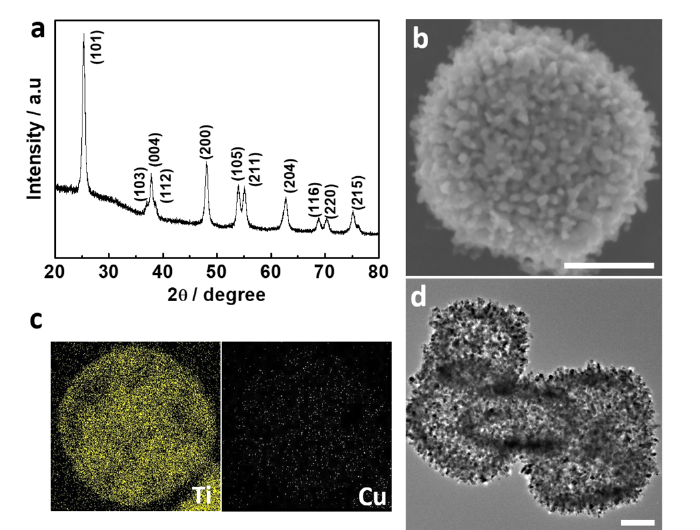 a
b
Intensity / a.u
(101)
(103)
(004)
(112)
(200)
(105)
(211)
(204)
(116)
(220)
(215)
20 30 40 50 60 70 80
2θ / degree
c
d
Ti
Cu